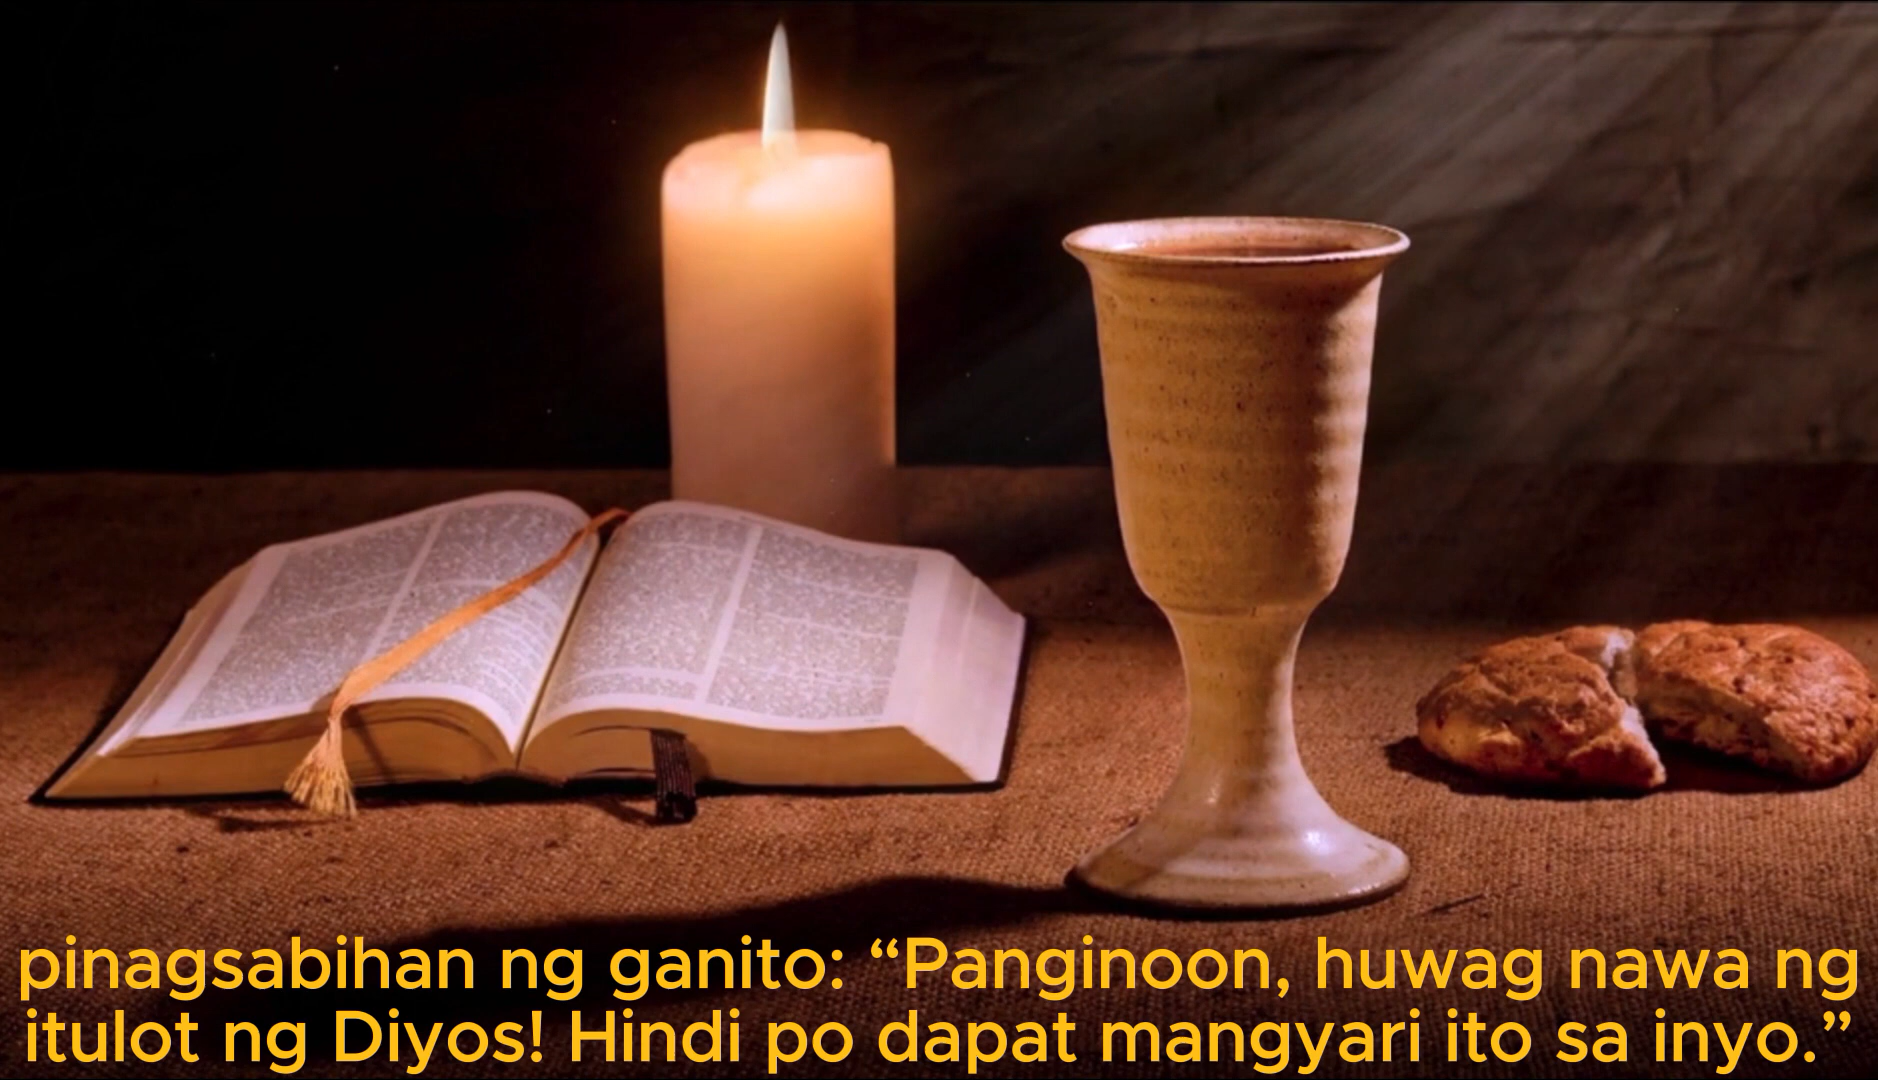 pinagsabihan ng ganito: “Panginoon, huwag nawa ng
itulot ng Diyos! Hindi po dapat mangyari ito sa inyo.”